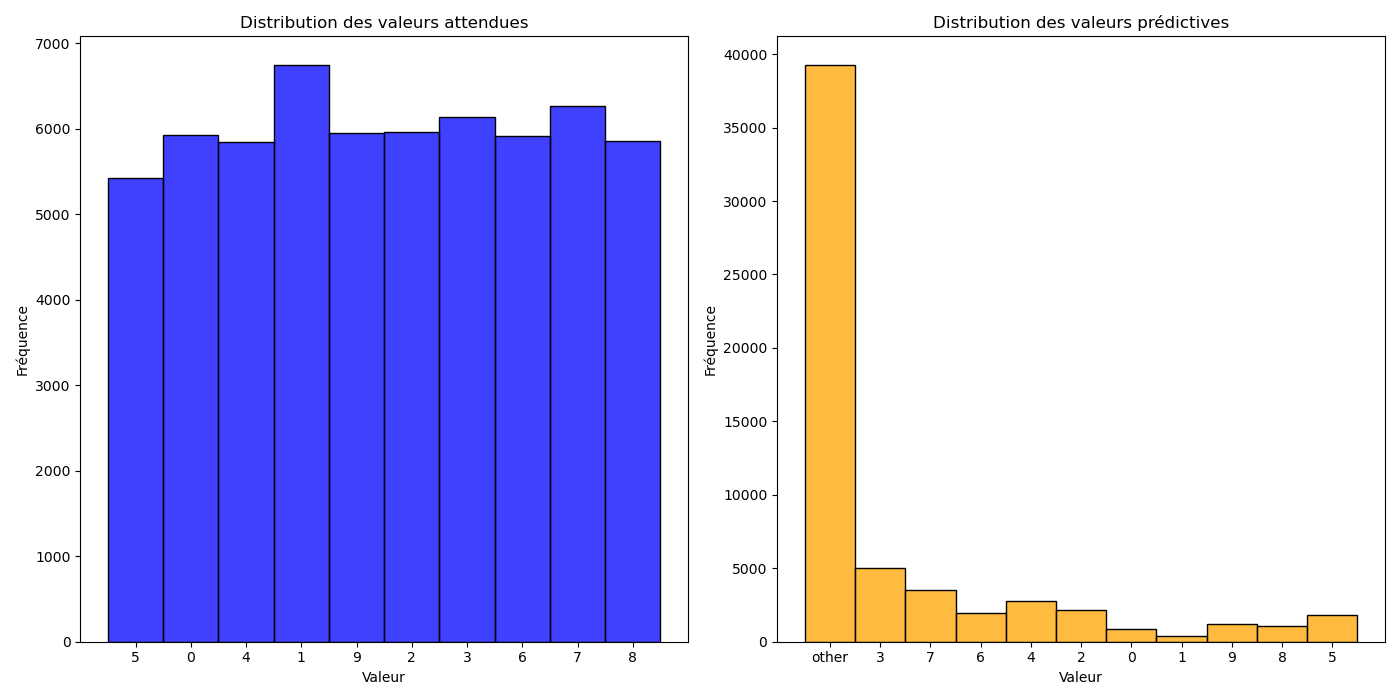 Distribution des valeurs attendues
7000
6000
5000
4000
3000
2000
1000
0
Fréquence
5 0 4 1 9 2 3 6 7 8
Valeur
Distribution des valeurs prédictives
40000
35000
30000
25000
20000
15000
10000
5000
0
Fréquence
other 3 7 6 4 2 0 1 9 8 5
Valeur